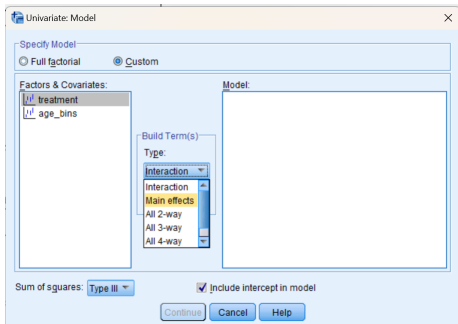 Univariate: Model
Specify Model
Full factorial Custom
Factors & Covariates: Model:
treatment
age_bins
Build Term(s)
Type:
Interaction
Interaction
Main effects
All 2-way
All 3-way
All 4-way
Sum of squares: Type III Include intercept in model
Continue Cancel Help